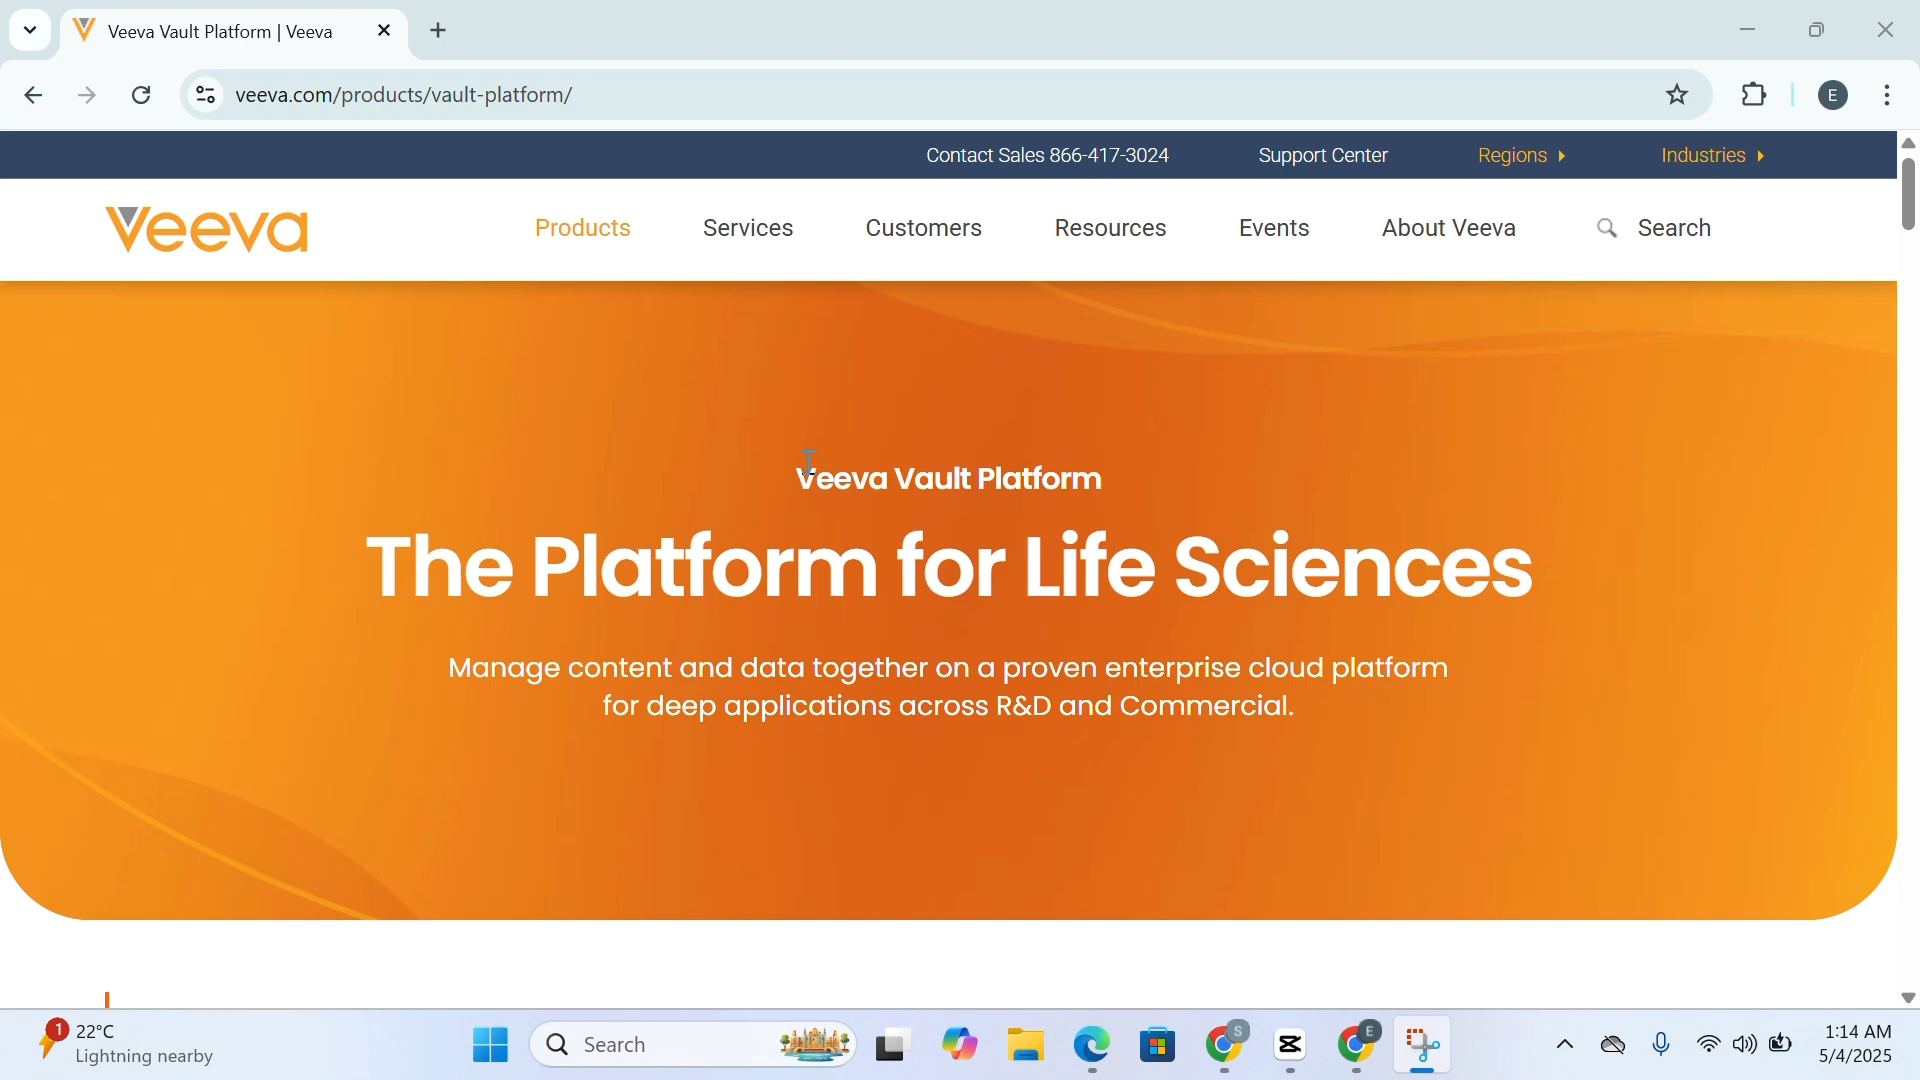 Veeva Vault Platform | Veeva
veeva.com/products/vault-platform/
E
Contact Sales 866-417-3024 Support Center Regions Industries
Veeva Products Services Customers Resources Events About Veeva Search
Veeva Vault Platform
The Platform for Life Sciences
Manage content and data together on a proven enterprise cloud platform
for deep applications across R&D and Commercial.
1 22°C
Lightning nearby
Search
S
E
1:14 AM
5/4/2025